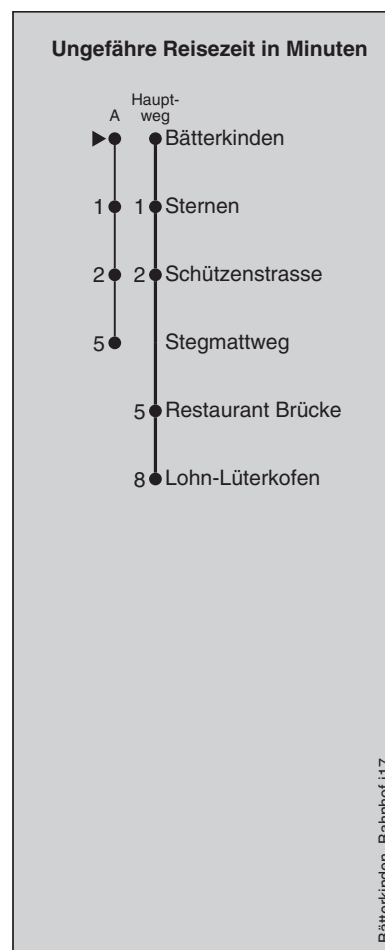 Ungefähre Reisezeit in Minuten
A Haupt-
weg
Bätterkinden
1 1 Sternen
2 2 Schützenstrasse
5 Stegmattweg
5 Restaurant Brücke
8 Lohn-Lüterkofen
Bätterkinden, Bahnhof j17